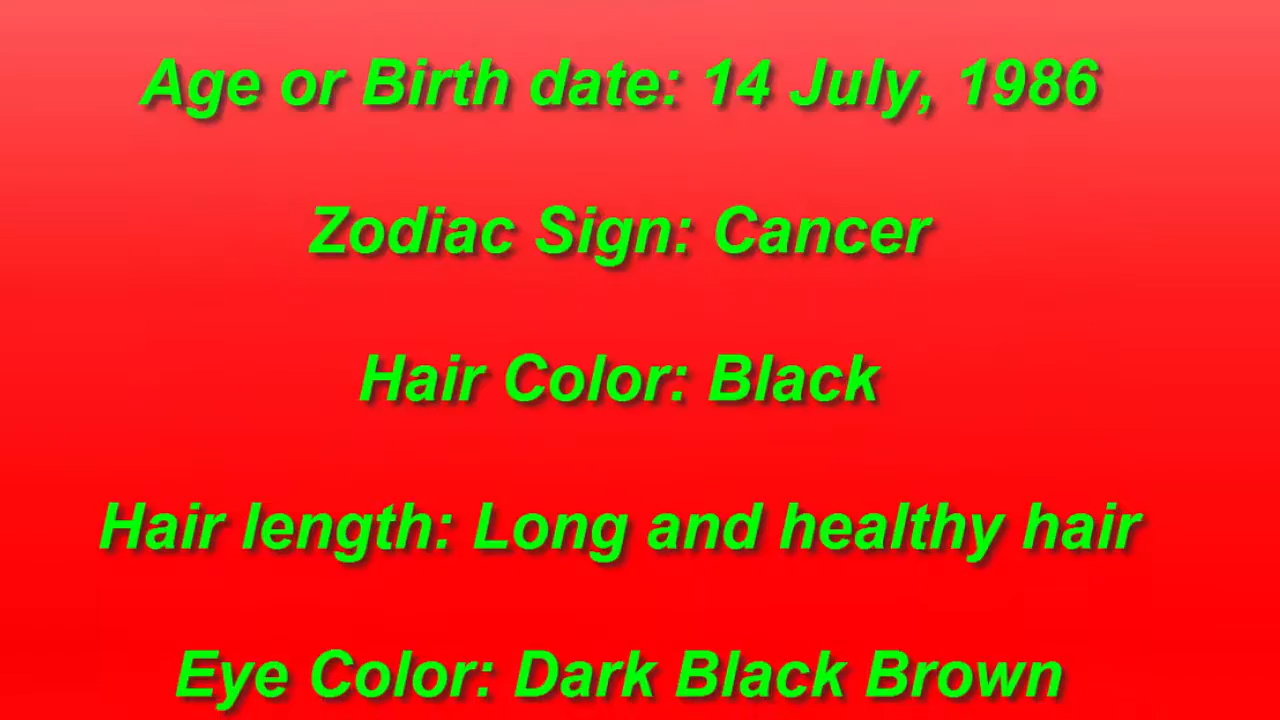 Age or Birth date: 14 July, 1986
Zodiac Sign: Cancer
Hair Color: Black
Hair length: Long and healthy hair
Eye Color: Dark Black Brown